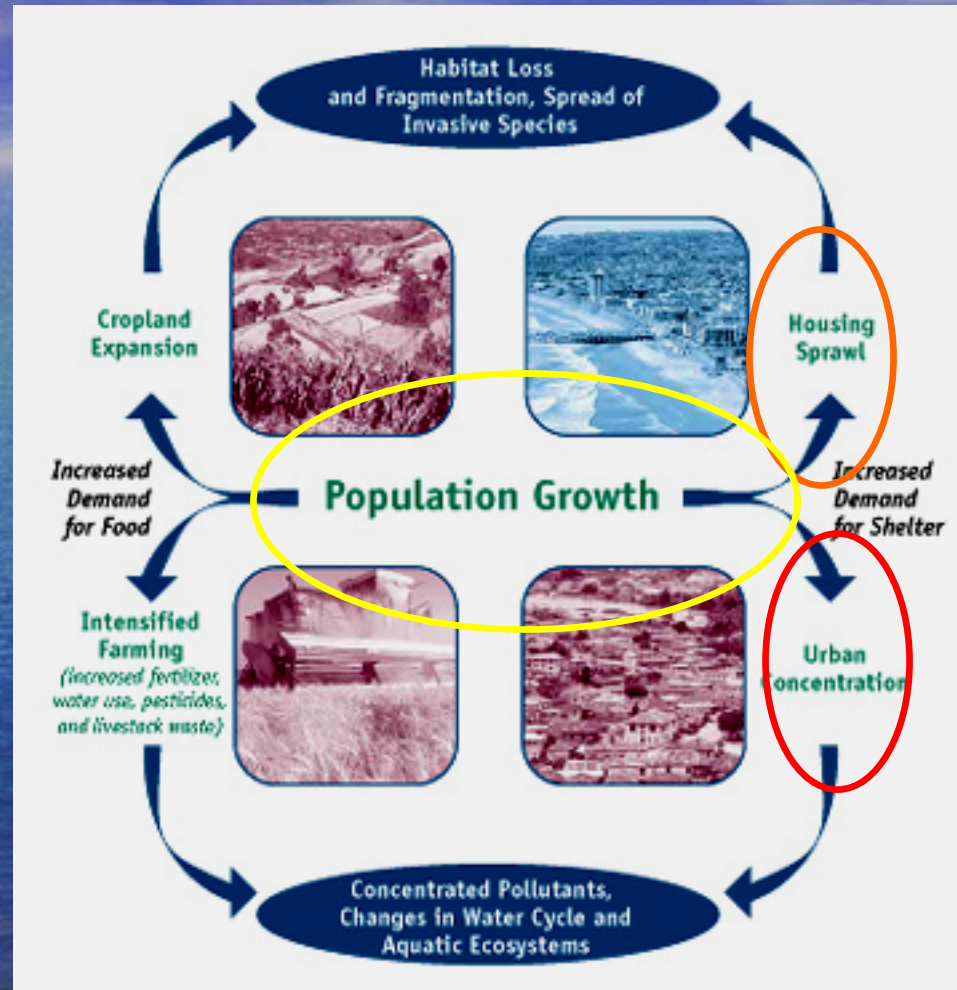 Habitat Loss
and Fragmentation, Spread of
Invasive Species
Cropland
Expansion
Housing
Sprawl
Increased
Demand
for Food
Population Growth
Increased
Demand
for Shelter
Intensified
Farming
(increased fertilizer,
water use, pesticides,
and livestock waste)
Urban
Concentration
Concentrated Pollutants,
Changes in Water Cycle and
Aquatic Ecosystems